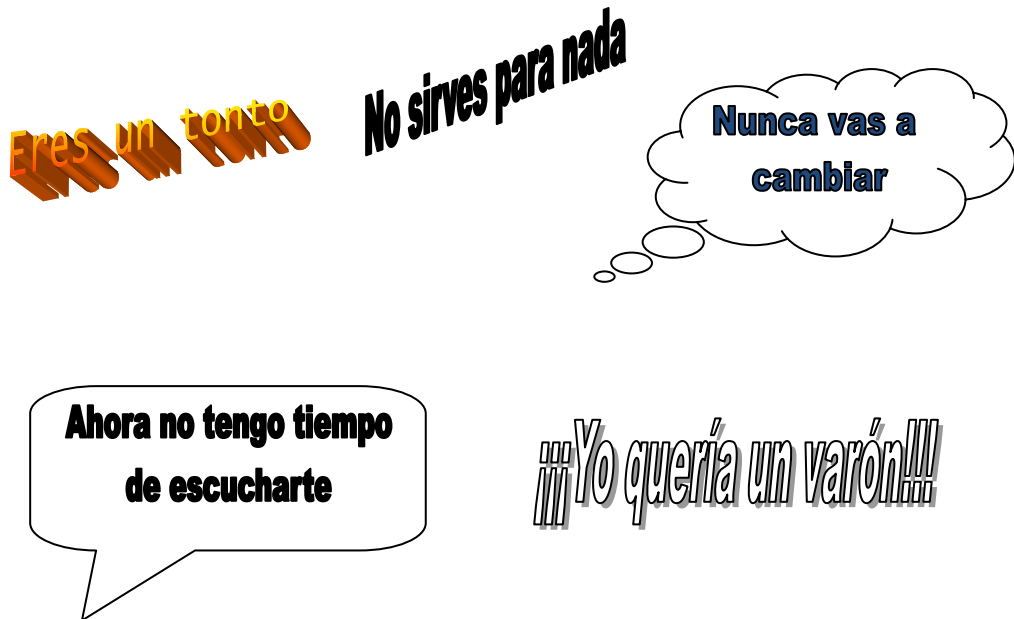 Eres un tonto
No sirves para nada
Nunca vas a
cambiar
Ahora no tengo tiempo
de escucharte
¡¡¡Yo quería un varón!!!